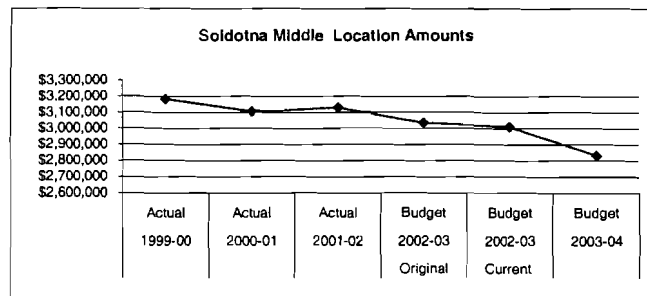 Soldotna Middle Location Amounts
$3,300,000
$3,200,000
$3,100,000
$3,000,000
$2,900,000
$2,800,000
$2,700,000
$2,600,000
Actual Actual Actual Budget Budget Budget
1999-00 2000-01 2001-02 2002-03 2002-03 2003-04
Original Current